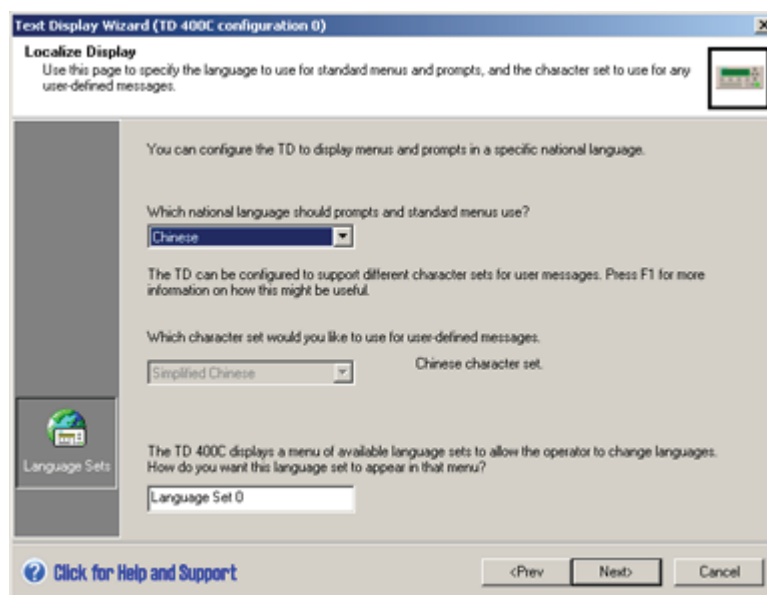 Text Display Wizard (TD 400C configuration 0)
Localize Display
Use this page to specify the language to use for standard menus and prompts, and the character set to use for any
user-defined messages.
You can configure the TD to display menus and prompts in a specific national language.
Which national language should prompts and standard menus use?
Chinese
The TD can be configured to support different character sets for user messages. Press F1 for more
information on how this might be useful.
Which character set would you like to use for user-defined messages.
Simplified Chinese
Chinese character set.
Language Sets
The TD 400C displays a menu of available language sets to allow the operator to change languages.
How do you want this language set to appear in that menu?
Language Set 0
Click for Help and Support
<Prev
Next>
Cancel